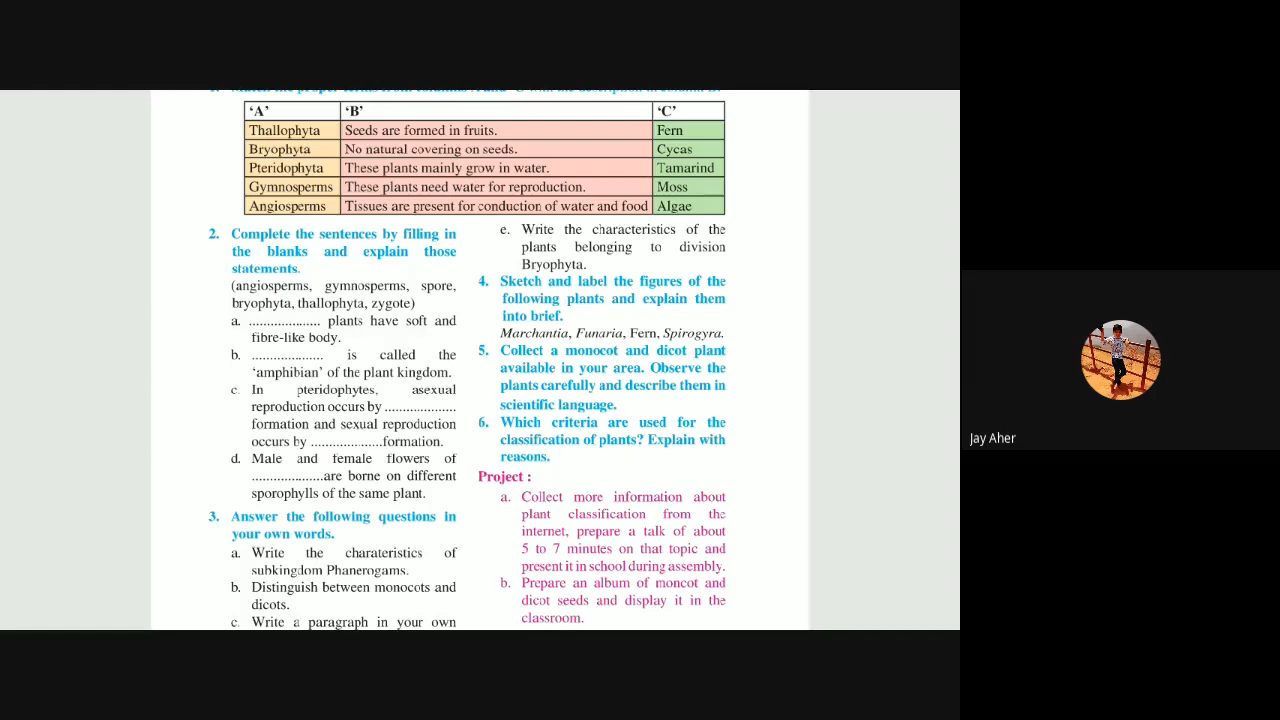 ‘A’ ‘B’ ‘C’
Thallophyta Seeds are formed in fruits. Fern
Bryophyta No natural covering on seeds. Cycas
Pteridophyta These plants mainly grow in water. Tamarind
Gymnosperms These plants need water for reproduction. Moss
Angiosperms Tissues are present for conduction of water and food Algae
2. Complete the sentences by filling in
the blanks and explain those
statements.
(angiosperms, gymnosperms, spore,
bryophyta, thallophyta, zygote)
a. .................... plants have soft and
fibre-like body.
b. .................... is called the
‘amphibian’ of the plant kingdom.
c. In pteridophytes, asexual
reproduction occurs by ....................
formation and sexual reproduction
occurs by ....................formation.
d. Male and female flowers of
....................are borne on different
sporophylls of the same plant.
3. Answer the following questions in
your own words.
a. Write the charateristics of
subkingdom Phanerogams.
b. Distinguish between monocots and
dicots.
c. Write a paragraph in your own
e. Write the characteristics of the
plants belonging to division
Bryophyta.
4. Sketch and label the figures of the
following plants and explain them
into brief.
Marchantia, Funaria, Fern, Spirogyra.
5. Collect a monocot and dicot plant
available in your area. Observe the
plants carefully and describe them in
scientific language.
6. Which criteria are used for the
classification of plants? Explain with
reasons.
Project :
a. Collect more information about
plant classification from the
internet, prepare a talk of about
5 to 7 minutes on that topic and
present it in school during assembly.
b. Prepare an album of moncot and
dicot seeds and display it in the
classroom.
Jay Aher